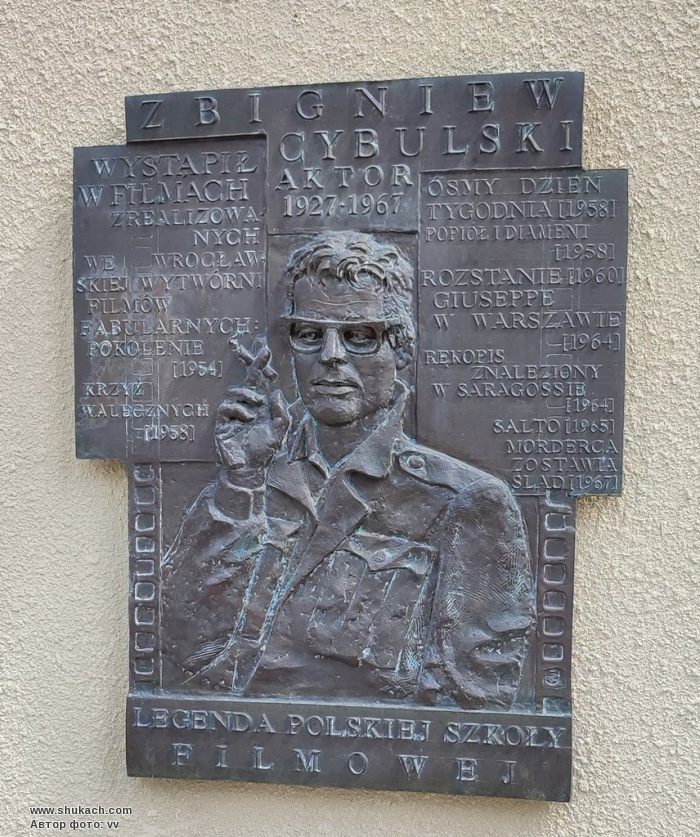 ZBIGNIEW
CYBULSKI
AKTOR
1927-1967
WYSTĄPIŁ
W FILMACH
ZREALIZOWA-
NYCH
WE WROCŁAW-
SKIEJ WYTWÓRNI
FILMÓW
FABULARNYCH:
POKOLENIE
[1954]
KRZYŻ
WALECZNYCH
-[1958]
ÓSMY DZIEŃ
TYGODNIA [1958]
POPIÓŁ I DIAMENT
-[1958]
ROZSTANIE [1960]
GIUSEPPE
W WARSZAWIE
-[1964]
RĘKOPIS
ZNALEZIONY
W SARAGOSSIE
-[1964]
SALTO [1965]
MORDERCA
ZOSTAWIA
ŚLAD [1967]
LEGENDA POLSKIEJ SZKOŁY
FILMOWEJ
www.shukach.com
Автор фото: vv